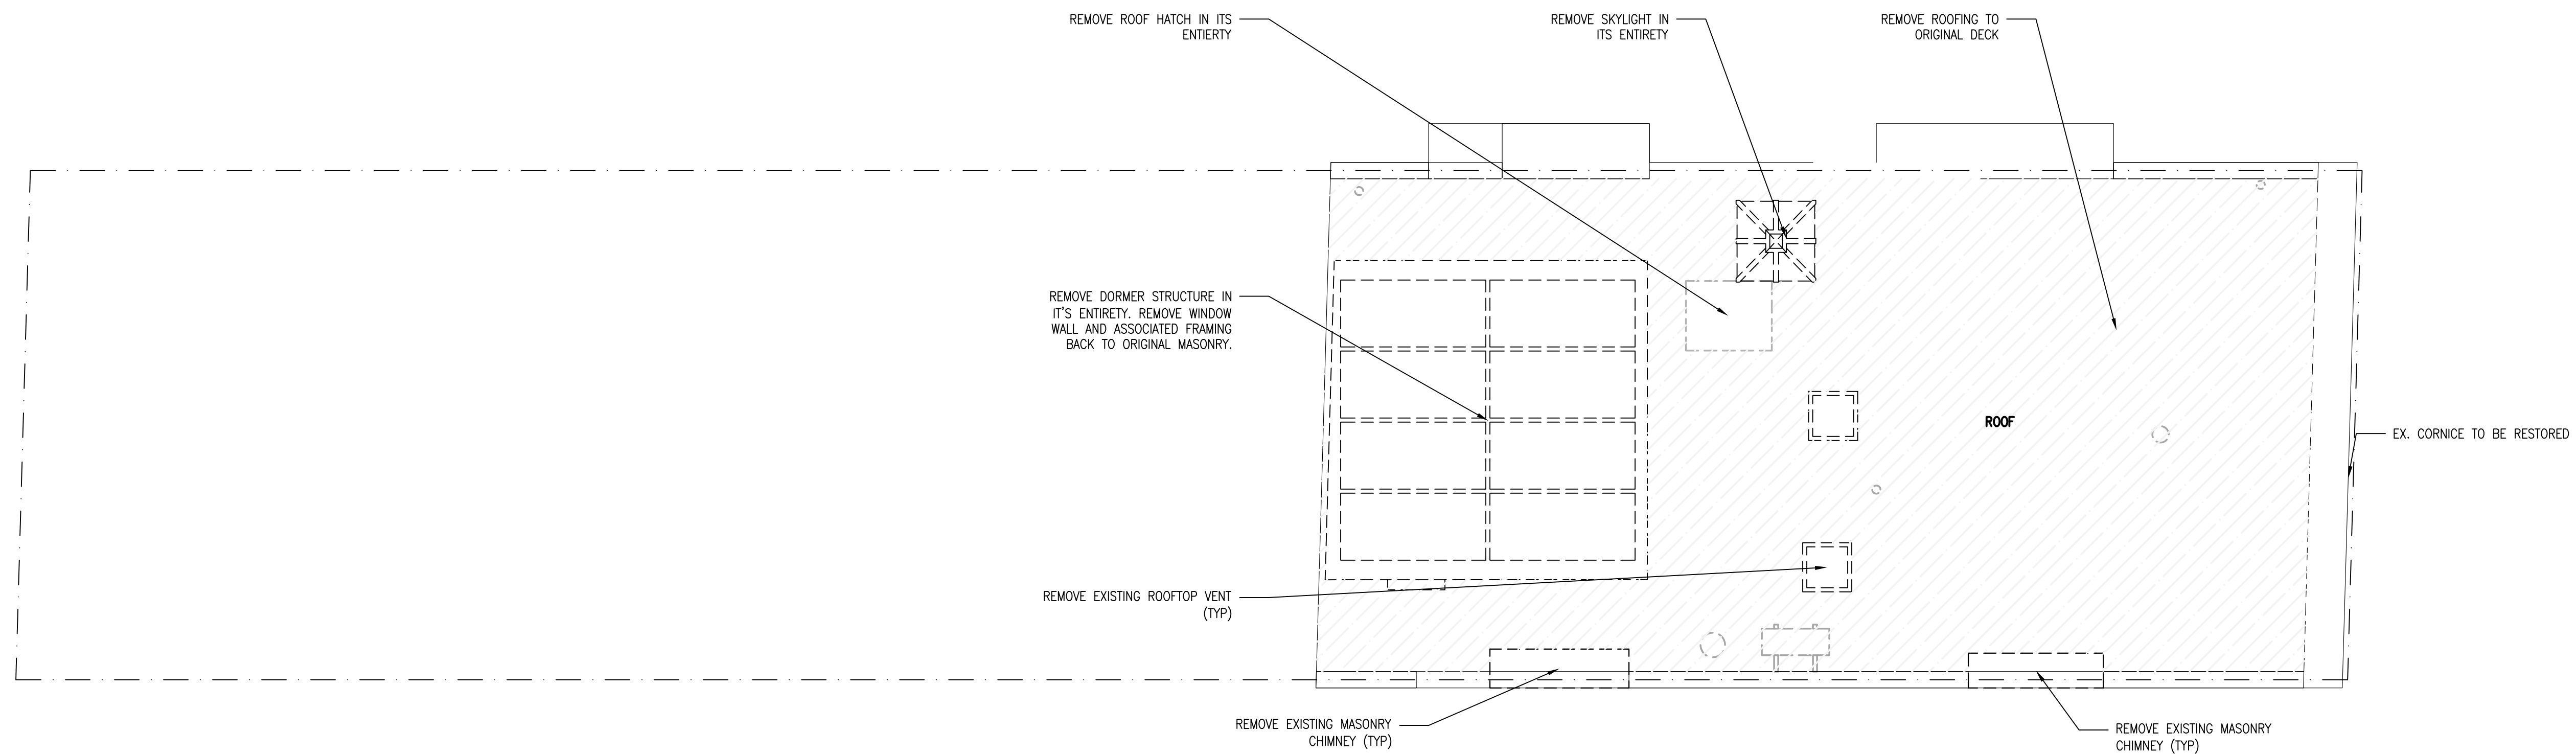 REMOVE ROOF HATCH IN ITS
ENTIERTY
REMOVE SKYLIGHT IN
ITS ENTIRETY
REMOVE ROOFING TO
ORIGINAL DECK
REMOVE DORMER STRUCTURE IN
IT'S ENTIRETY. REMOVE WINDOW
WALL AND ASSOCIATED FRAMING
BACK TO ORIGINAL MASONRY.
ROOF
EX. CORNICE TO BE RESTORED
REMOVE EXISTING ROOFTOP VENT
(TYP)
REMOVE EXISTING MASONRY
CHIMNEY (TYP)
REMOVE EXISTING MASONRY
CHIMNEY (TYP)